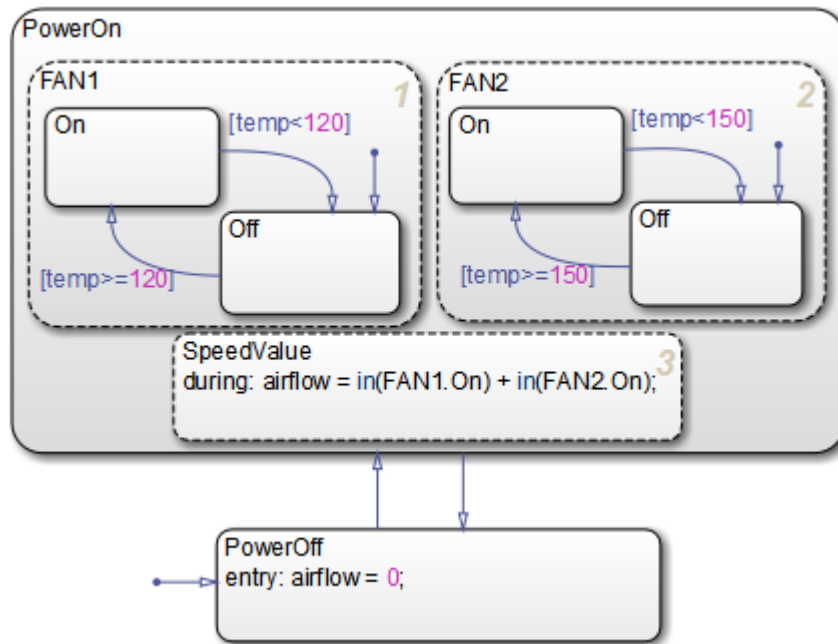 PowerOn
FAN1
1
On
[temp<120]
Off
[temp>=120]
FAN2
2
On
[temp<150]
Off
[temp>=150]
SpeedValue
3
during: airflow = in(FAN1.On) + in(FAN2.On);
PowerOff
entry: airflow = 0;